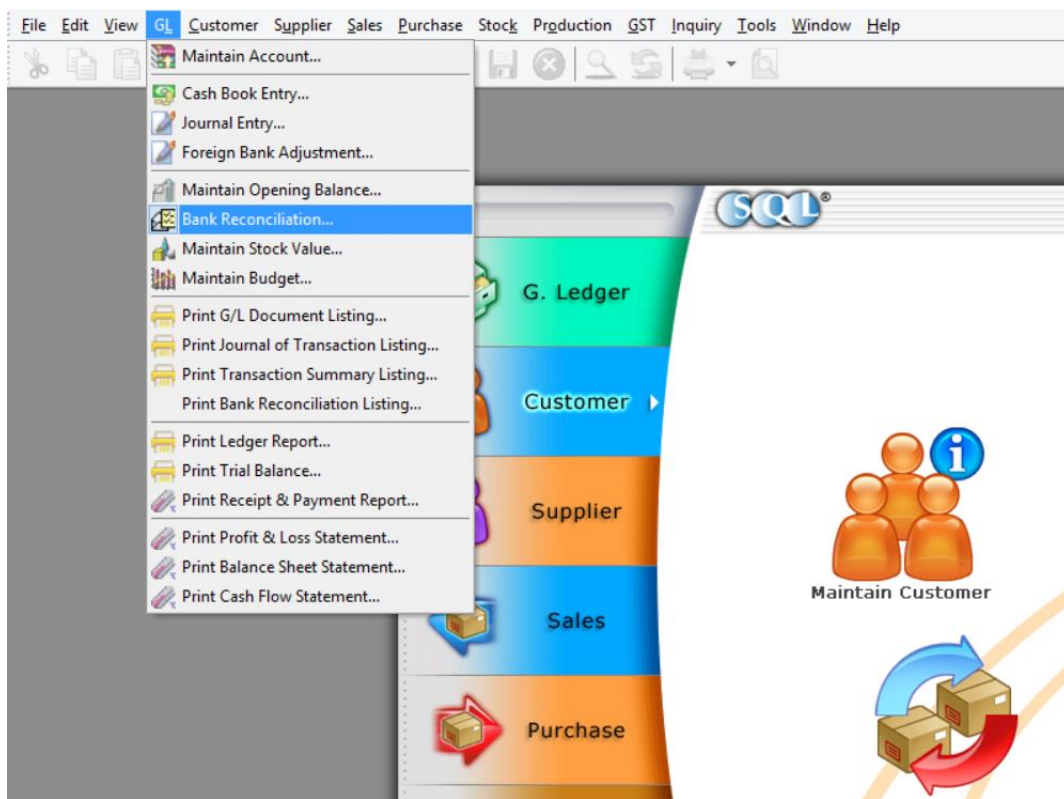 File Edit View GL Customer Supplier Sales Purchase Stock Production GST Inquiry Tools Window Help
Maintain Account...
Cash Book Entry...
Journal Entry...
Foreign Bank Adjustment...
Maintain Opening Balance...
Bank Reconciliation...
Maintain Stock Value...
Maintain Budget...
Print G/L Document Listing...
Print Journal of Transaction Listing...
Print Transaction Summary Listing...
Print Bank Reconciliation Listing...
Print Ledger Report...
Print Trial Balance...
Print Receipt & Payment Report...
Print Profit & Loss Statement...
Print Balance Sheet Statement...
Print Cash Flow Statement...
SQL®
G. Ledger
Customer
Supplier
Sales
Purchase
Maintain Customer